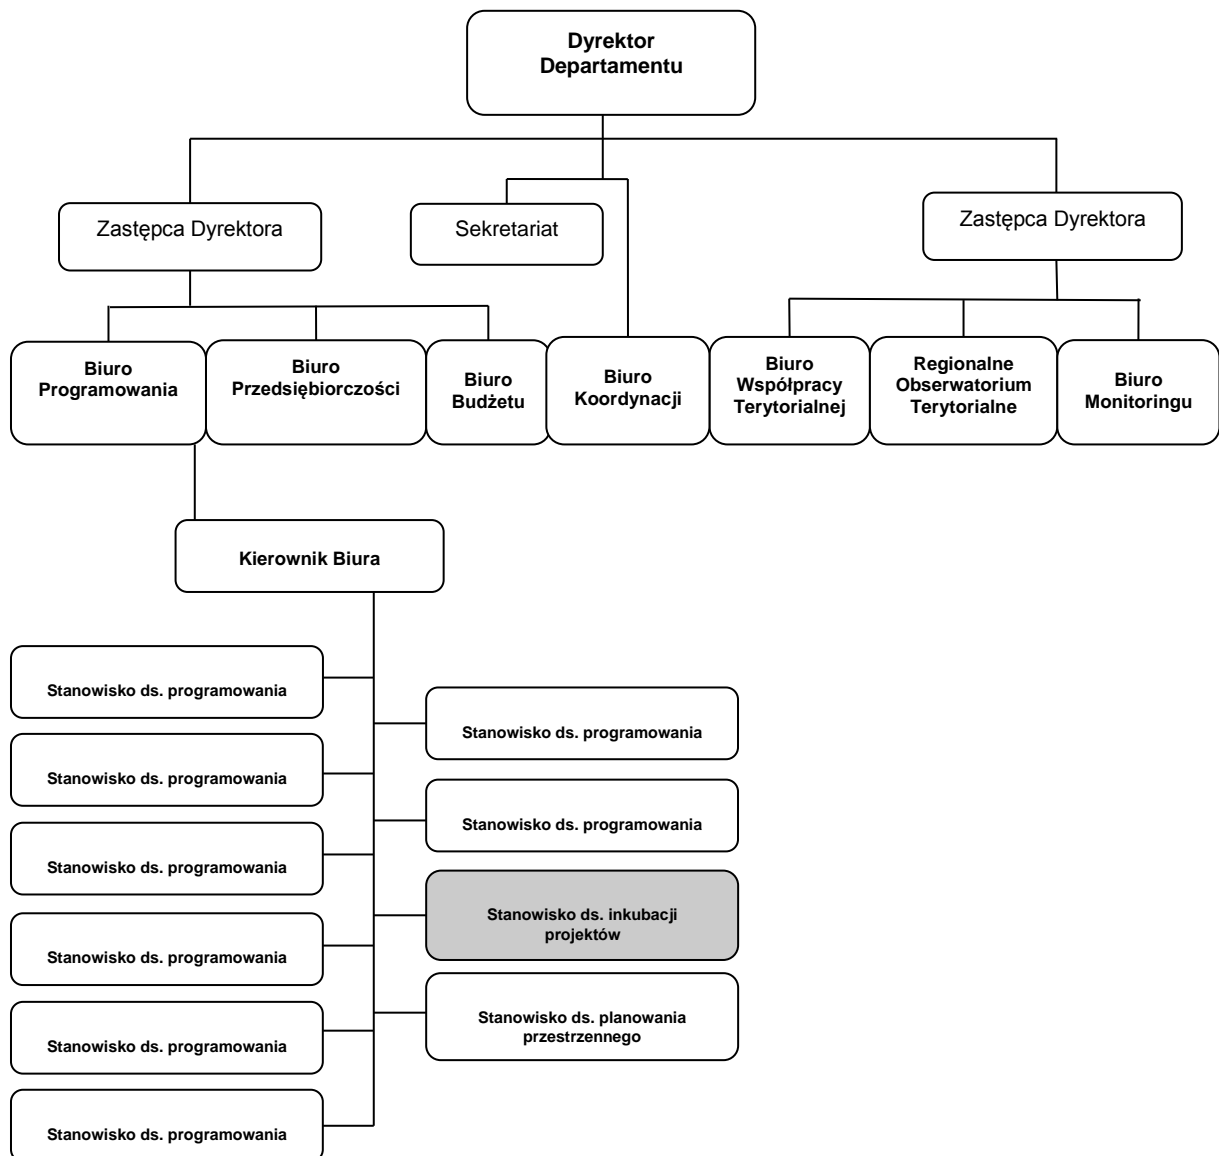 Dyrektor
Departamentu
Zastępca Dyrektora
Sekretariat
Zastępca Dyrektora
Biuro
Programowania
Biuro
Przedsiębiorczości
Biuro
Budżetu
Biuro
Koordynacji
Biuro
Współpracy
Terytorialnej
Regionalne
Obserwatorium
Terytorialne
Biuro
Monitoringu
Kierownik Biura
Stanowisko ds. programowania
Stanowisko ds. programowania
Stanowisko ds. programowania
Stanowisko ds. programowania
Stanowisko ds. programowania
Stanowisko ds. programowania
Stanowisko ds. programowania
Stanowisko ds. programowania
Stanowisko ds. inkubacji
projektów
Stanowisko ds. planowania
przestrzennego